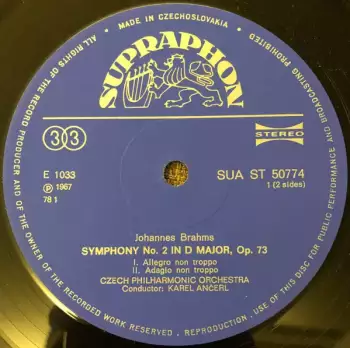 MADE IN CZECHOSLOVAKIA
ALL RIGHTS OF THE RECORD PRODUCER AND OF THE OWNER OF THE RECORDED WORK RESERVED. REPRODUCTION - USE OF THIS DISC FOR PUBLIC PERFORMANCE AND BROADCASTING PROHIBITED
SUPRAPHON
33
STEREO
E 1033
℗ 1967
78 1
SUA ST 50774
1 (2 sides)
Johannes Brahms
SYMPHONY No. 2 IN D MAJOR, Op. 73
I. Allegro non troppo
II. Adagio non troppo
CZECH PHILHARMONIC ORCHESTRA
Conductor: KAREL ANČERL